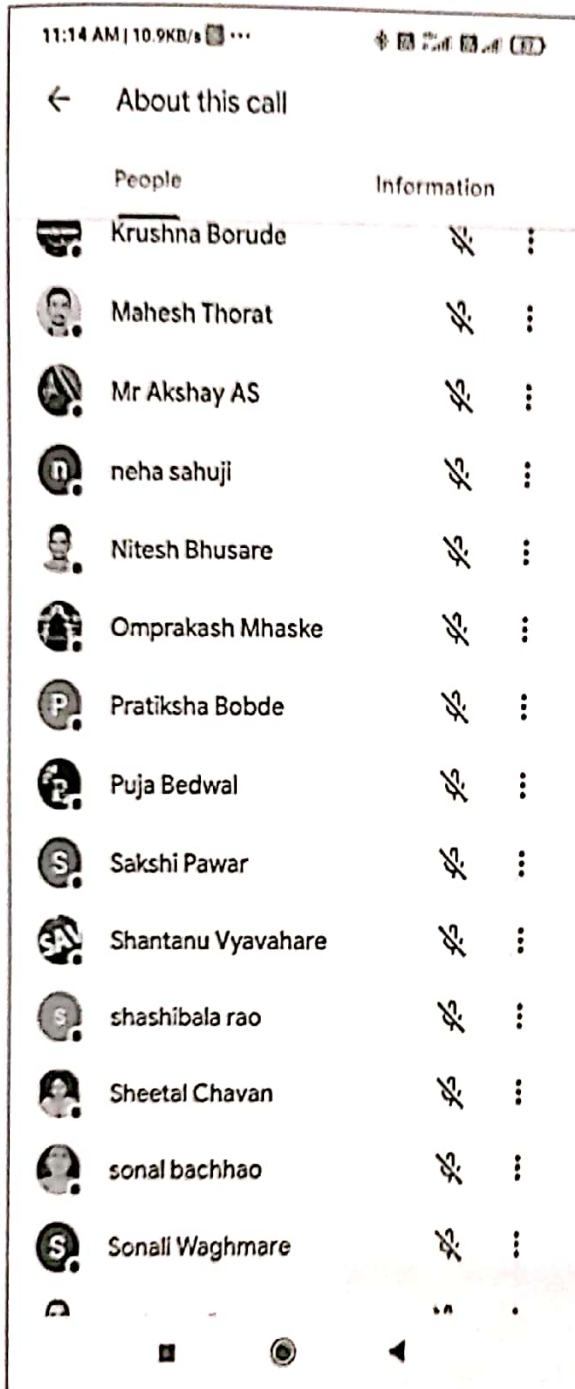 11:14 AM | 10.9KB/s ...
← About this call
People Information
Krushna Borude
Mahesh Thorat
Mr Akshay AS
n neha sahuji
Nitesh Bhusare
Omprakash Mhaske
P Pratiksha Bobde
Puja Bedwal
S Sakshi Pawar
SAV Shantanu Vyavahare
s shashibala rao
Sheetal Chavan
sonal bachhao
S Sonali Waghmare